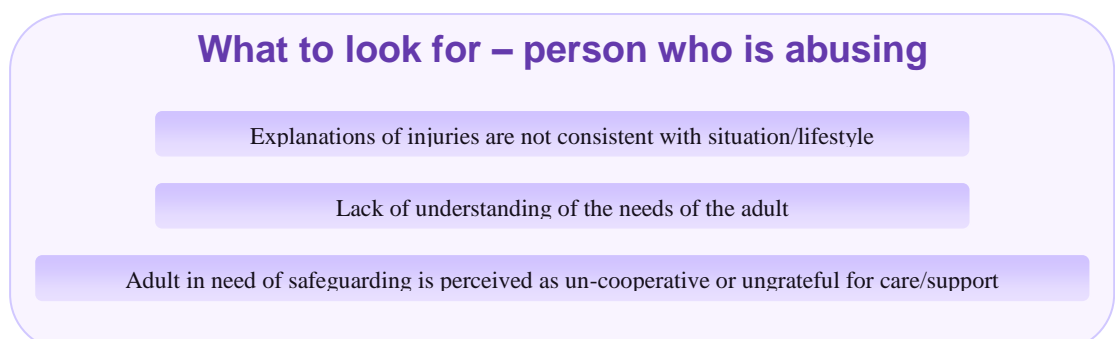 What to look for – person who is abusing
Explanations of injuries are not consistent with situation/lifestyle
Lack of understanding of the needs of the adult
Adult in need of safeguarding is perceived as un-cooperative or ungrateful for care/support